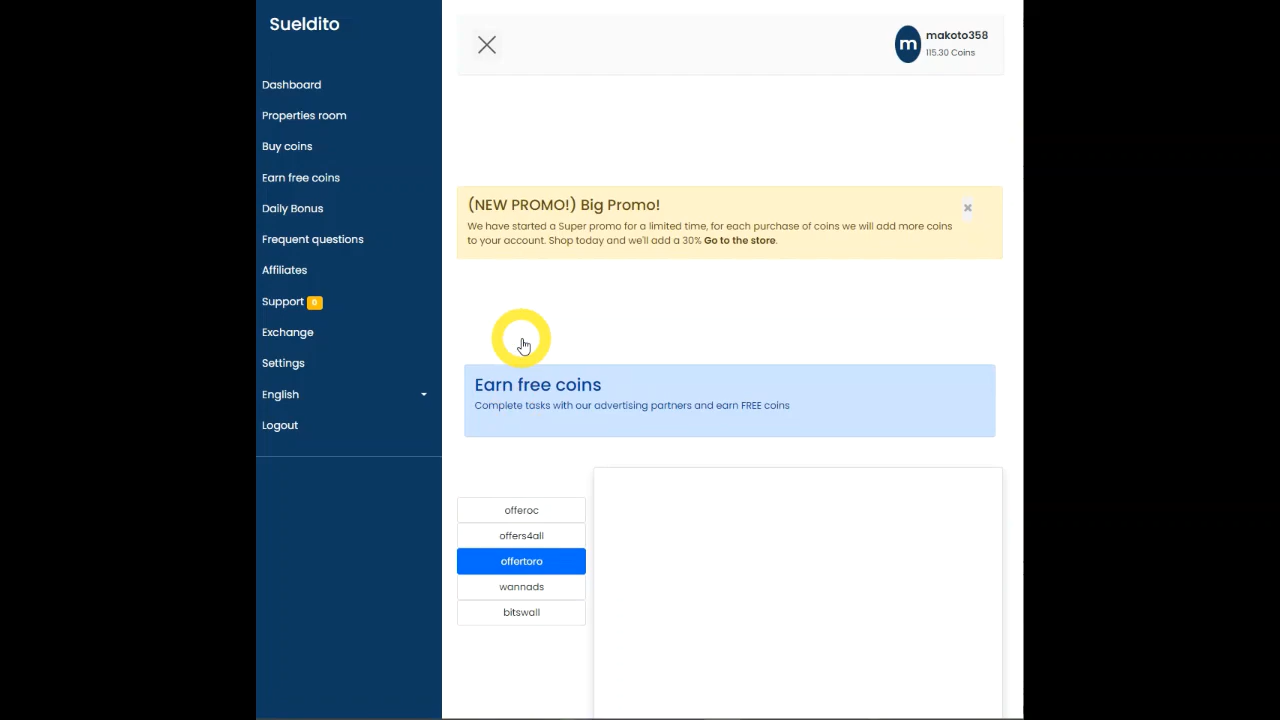 Sueldito
Dashboard
Properties room
Buy coins
Earn free coins
Daily Bonus
Frequent questions
Affiliates
Support 0
Exchange
Settings
English
Logout
m
makoto358
115.30 Coins
(NEW PROMO!) Big Promo!
We have started a Super promo for a limited time, for each purchase of coins we will add more coins
to your account. Shop today and we'll add a 30% Go to the store.
Earn free coins
Complete tasks with our advertising partners and earn FREE coins
offeroc
offers4all
offertoro
wannads
bitswall